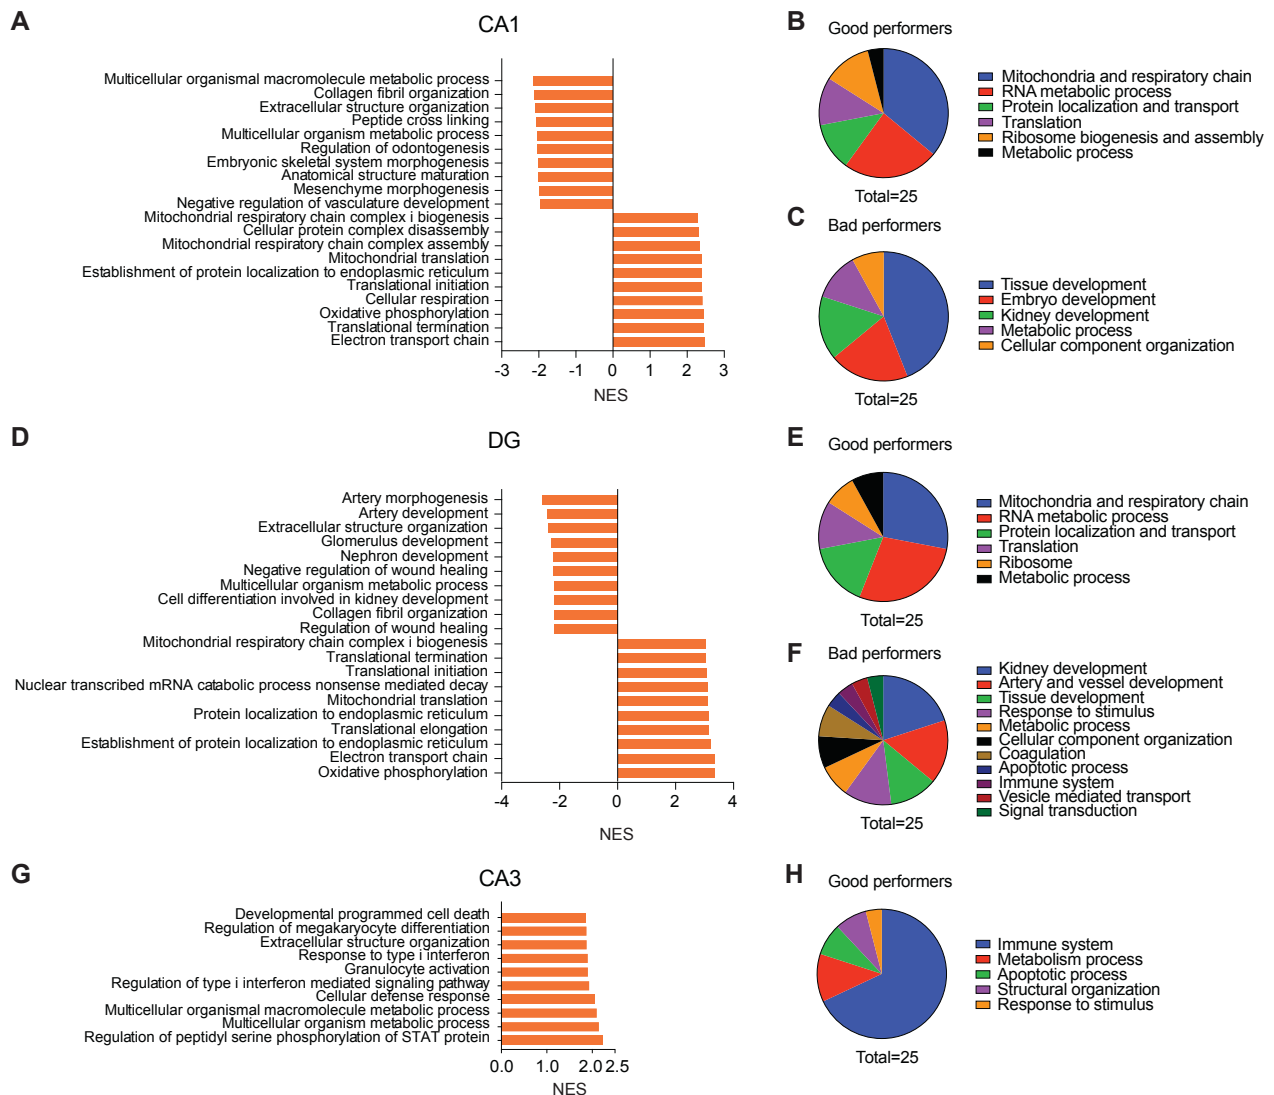 A
CA1
Multicellular organismal macromolecule metabolic process
Collagen fibril organization
Extracellular structure organization
Peptide cross linking
Multicellular organism metabolic process
Regulation of odontogenesis
Embryonic skeletal system morphogenesis
Anatomical structure maturation
Mesenchyme morphogenesis
Negative regulation of vasculature development
Mitochondrial respiratory chain complex i biogenesis
Cellular protein complex disassembly
Mitochondrial respiratory chain complex assembly
Mitochondrial translation
Establishment of protein localization to endoplasmic reticulum
Translational initiation
Cellular respiration
Oxidative phosphorylation
Translational termination
Electron transport chain
-3 -2 -1 0 1 2 3
NES
B
Good performers
Mitochondria and respiratory chain
RNA metabolic process
Protein localization and transport
Translation
Ribosome biogenesis and assembly
Metabolic process
Total=25
C
Bad performers
Tissue development
Embryo development
Kidney development
Metabolic process
Cellular component organization
Total=25
D
DG
Artery morphogenesis
Artery development
Extracellular structure organization
Glomerulus development
Nephron development
Negative regulation of wound healing
Multicellular organism metabolic process
Cell differentiation involved in kidney development
Collagen fibril organization
Regulation of wound healing
Mitochondrial respiratory chain complex i biogenesis
Translational termination
Translational initiation
Nuclear transcribed mRNA catabolic process nonsense mediated decay
Mitochondrial translation
Protein localization to endoplasmic reticulum
Translational elongation
Establishment of protein localization to endoplasmic reticulum
Electron transport chain
Oxidative phosphorylation
-4 -2 0 2 4
NES
E
Good performers
Mitochondria and respiratory chain
RNA metabolic process
Protein localization and transport
Translation
Ribosome
Metabolic process
Total=25
F
Bad performers
Kidney development
Artery and vessel development
Tissue development
Response to stimulus
Metabolic process
Cellular component organization
Coagulation
Apoptotic process
Immune system
Vesicle mediated transport
Signal transduction
Total=25
G
CA3
Developmental programmed cell death
Regulation of megakaryocyte differentiation
Extracellular structure organization
Response to type i interferon
Granulocyte activation
Regulation of type i interferon mediated signaling pathway
Cellular defense response
Multicellular organismal macromolecule metabolic process
Multicellular organism metabolic process
Regulation of peptidyl serine phosphorylation of STAT protein
0.0 1.0 2.0 2.5
NES
H
Good performers
Immune system
Metabolism process
Apoptotic process
Structural organization
Response to stimulus
Total=25